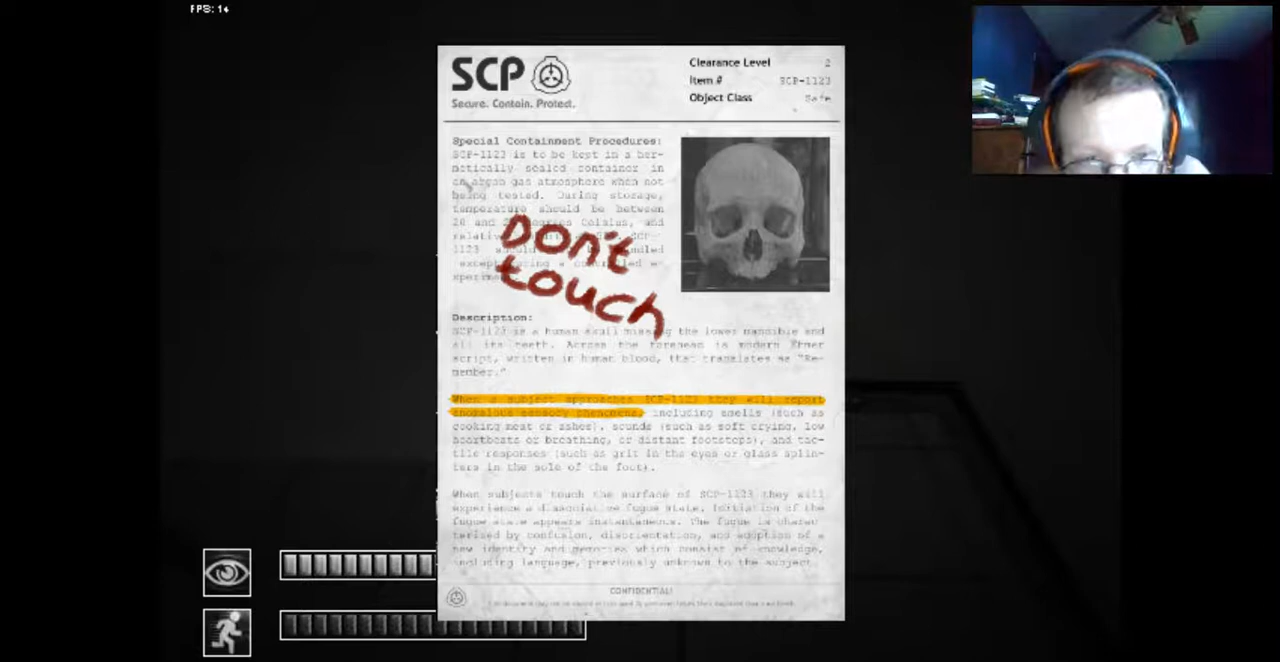 FPS: 14
SCP
Secure. Contain. Protect.
Clearance Level 2
Item # SCP-1123
Object Class Safe
Special Containment Procedures:
SCP-1123 is to be kept in a her-
metically sealed container in
an argon gas atmosphere when not
being tested. During storage,
temperature should be between
20 and degrees Celsius, and
1123
DON'T
touch
Description:
SCP-1123 is a human skull missing the lower mandible and
all its teeth. Across the forehead is modern Khmer
script, written in human blood, that translates as "Re-
member."
When a subject approaches SCP-1123 they will report
anomalous sensory phenomena, including smells (such as
cooking meat or ashes), sounds (such as soft crying, low
heartbeats or breathing, or distant footsteps), and tac-
tile responses (such as grit in the eyes or glass splin-
ters in the sole of the foot).
When subjects touch the surface of SCP-1123 they will
experience a dissociative fugue state. Initiation of the
fugue state appears instantaneous. The fugue is charac
terized by confusion, disorientation, and adoption of a
new identity and memories which consist of knowledge,
including language, previously unknown to the subject
CONFIDENTIAL!